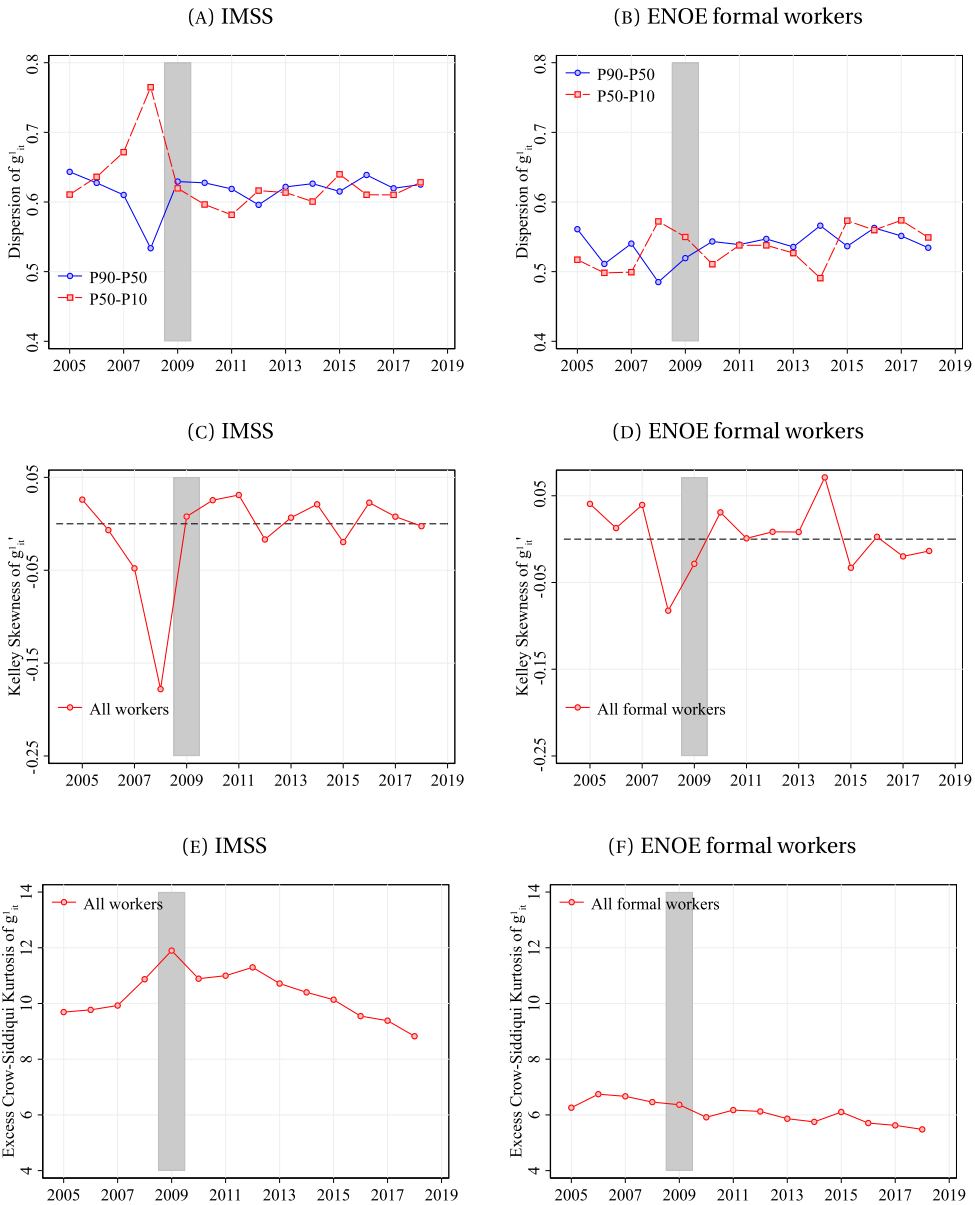 (A) IMSS
Dispersion of g¹ᵢₜ
0.4 0.5 0.6 0.7 0.8
P90-P50
P50-P10
2005 2007 2009 2011 2013 2015 2017 2019
(B) ENOE formal workers
Dispersion of g¹ᵢₜ
0.4 0.5 0.6 0.7 0.8
P90-P50
P50-P10
2005 2007 2009 2011 2013 2015 2017 2019
(C) IMSS
Kelley Skewness of g¹ᵢₜ'
-0.25 -0.15 -0.05 0.05
All workers
2005 2007 2009 2011 2013 2015 2017 2019
(D) ENOE formal workers
Kelley Skewness of g¹ᵢₜ'
-0.25 -0.15 -0.05 0.05
All formal workers
2005 2007 2009 2011 2013 2015 2017 2019
(E) IMSS
Excess Crow-Siddiqui Kurtosis of g¹ᵢₜ
4 6 8 10 12 14
All workers
2005 2007 2009 2011 2013 2015 2017 2019
(F) ENOE formal workers
Excess Crow-Siddiqui Kurtosis of g¹ᵢₜ
4 6 8 10 12 14
All formal workers
2005 2007 2009 2011 2013 2015 2017 2019